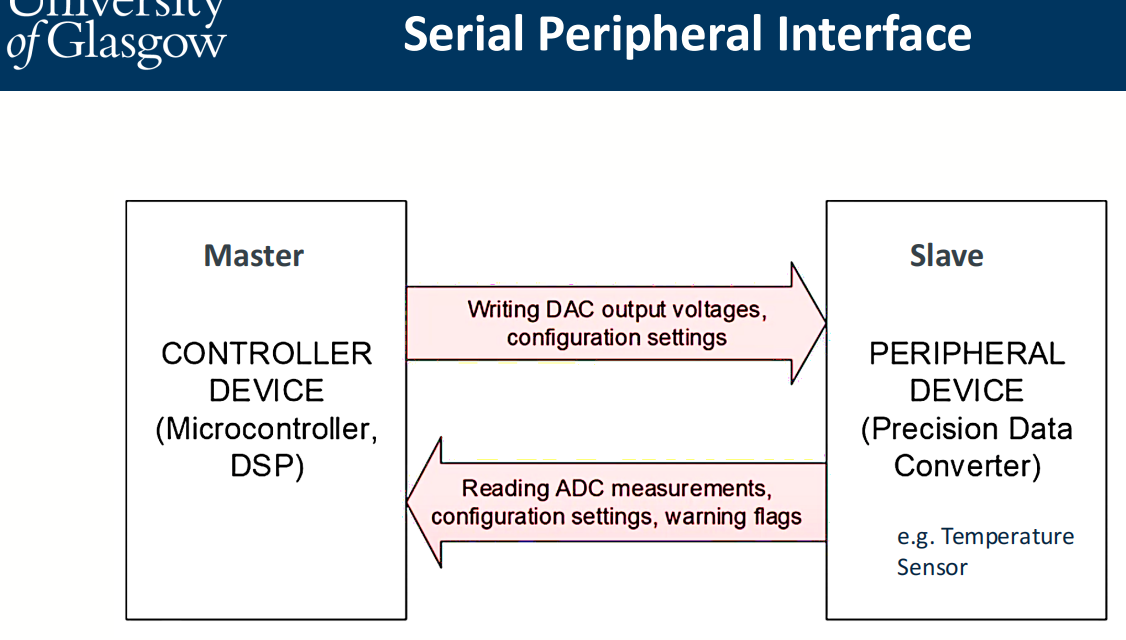 University
of Glasgow
Serial Peripheral Interface
Master
CONTROLLER
DEVICE
(Microcontroller,
DSP)
Writing DAC output voltages,
configuration settings
Reading ADC measurements,
configuration settings, warning flags
Slave
PERIPHERAL
DEVICE
(Precision Data
Converter)
e.g. Temperature
Sensor